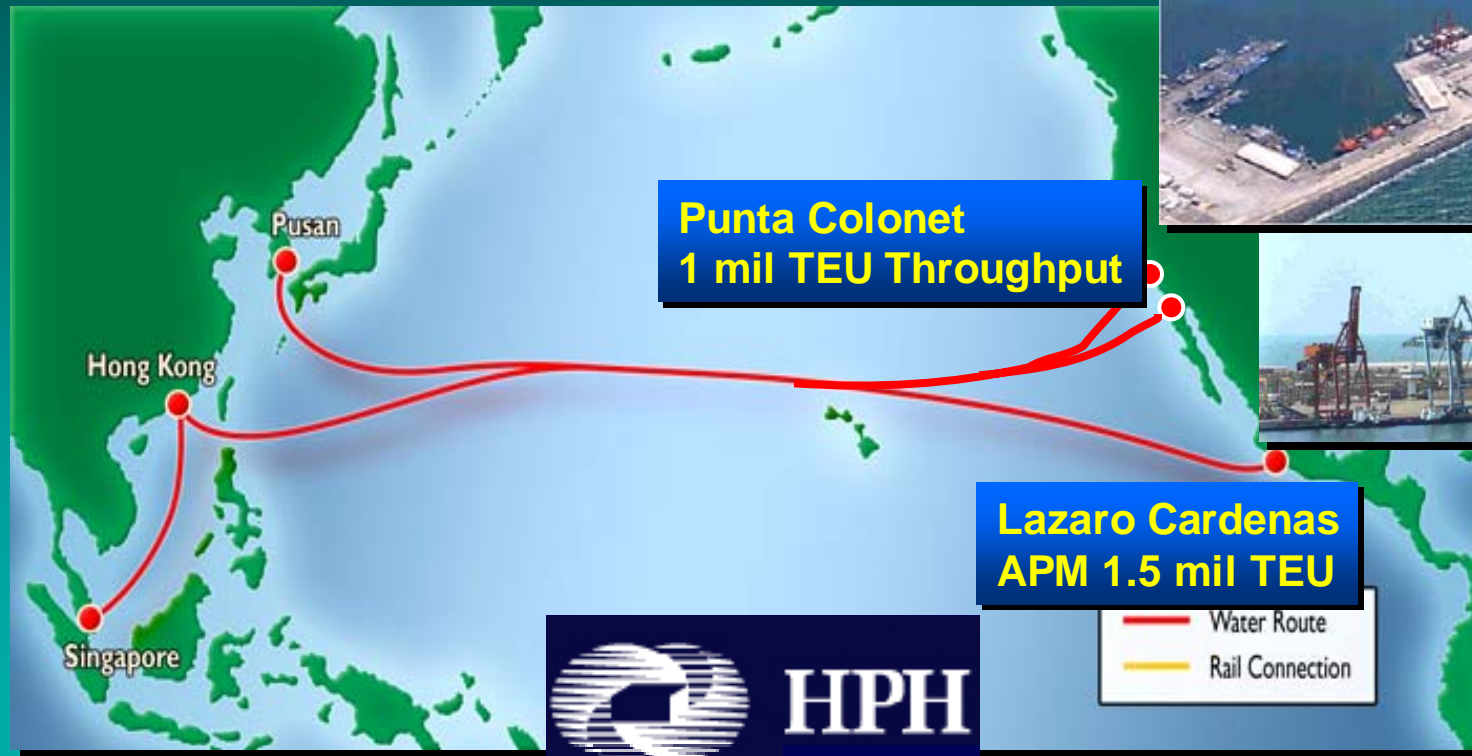 Pusan
Punta Colonet
1 mil TEU Throughput
Hong Kong
Lazaro Cardenas
APM 1.5 mil TEU
Water Route
Rail Connection
Singapore
HPH